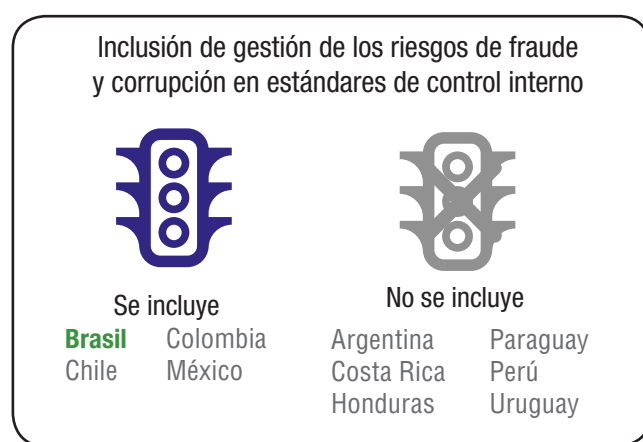 Inclusión de gestión de los riesgos de fraude
y corrupción en estándares de control interno
Se incluye
Brasil Colombia
Chile México
No se incluye
Argentina Paraguay
Costa Rica Perú
Honduras Uruguay